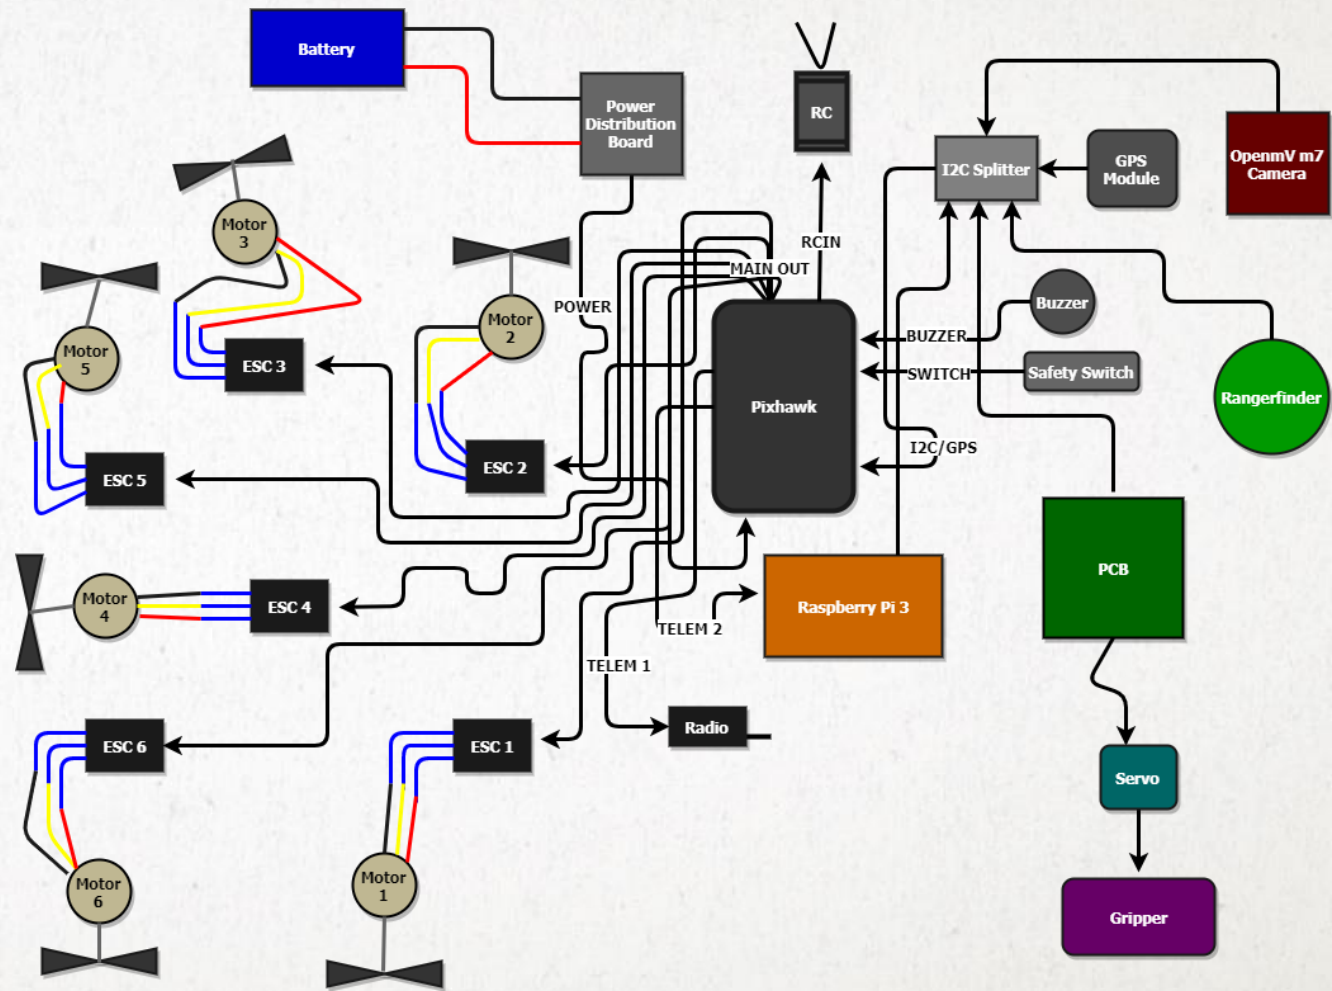 Battery
Power
Distribution
Board
RC
I2C Splitter
GPS
Module
OpenmV m7
Camera
Motor
3
RCIN
MAIN OUT
Motor
2
POWER
Buzzer
BUZZER
Motor
5
ESC 3
SWITCH
Safety Switch
Rangerfinder
Pixhawk
I2C/GPS
ESC 2
ESC 5
PCB
Motor
4
ESC 4
Raspberry Pi 3
TELEM 2
TELEM 1
Radio
ESC 6
ESC 1
Servo
Motor
6
Motor
1
Gripper